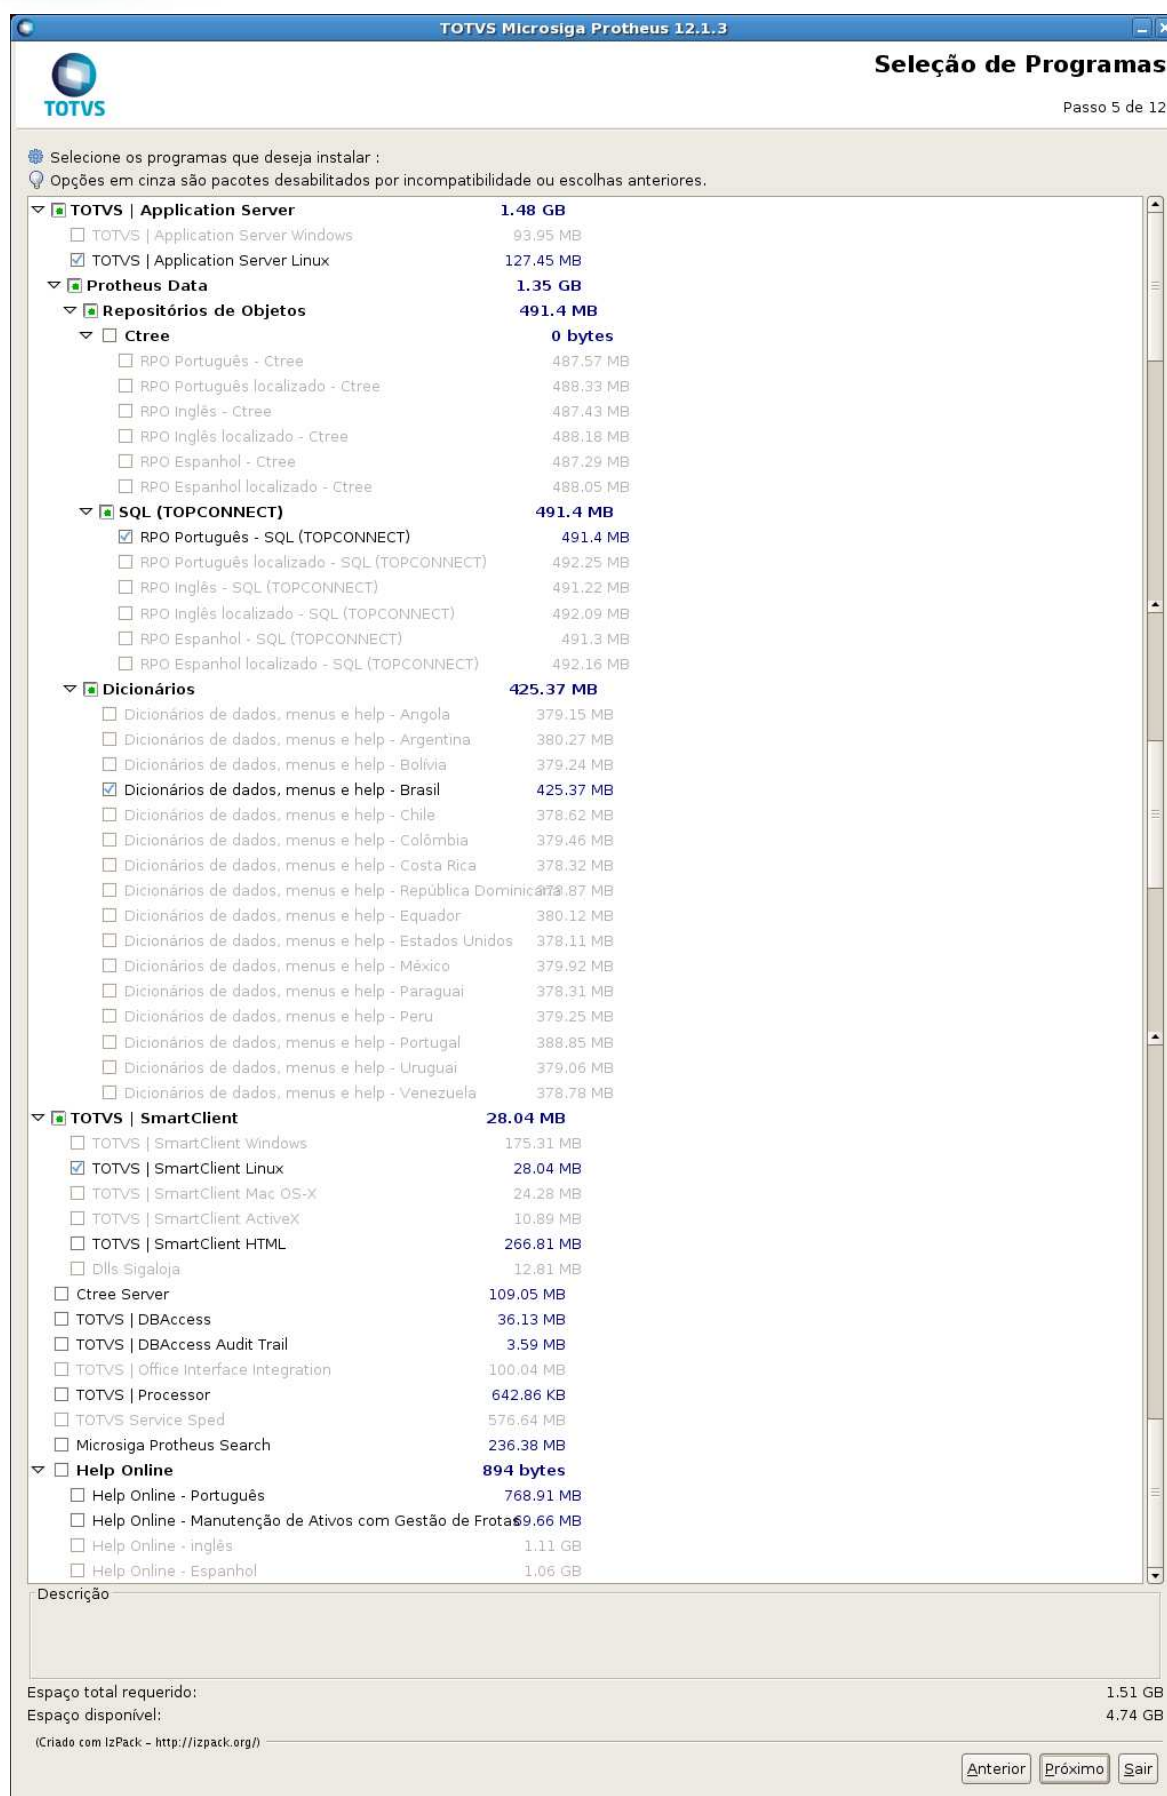 TOTVS Microsiga Protheus 12.1.3
TOTVS
Seleção de Programas
Passo 5 de 12
Selecione os programas que deseja instalar :
Opções em cinza são pacotes desabilitados por incompatibilidade ou escolhas anteriores.
TOTVS | Application Server 1.48 GB
TOTVS | Application Server Windows 93.95 MB
TOTVS | Application Server Linux 127.45 MB
Protheus Data 1.35 GB
Repositórios de Objetos 491.4 MB
Ctree 0 bytes
RPO Português - Ctree 487.57 MB
RPO Português localizado - Ctree 488.33 MB
RPO Inglês - Ctree 487.43 MB
RPO Inglês localizado - Ctree 488.18 MB
RPO Espanhol - Ctree 487.29 MB
RPO Espanhol localizado - Ctree 488.05 MB
SQL (TOPCONNECT) 491.4 MB
RPO Português - SQL (TOPCONNECT) 491.4 MB
RPO Português localizado - SQL (TOPCONNECT) 492.25 MB
RPO Inglês - SQL (TOPCONNECT) 491.22 MB
RPO Inglês localizado - SQL (TOPCONNECT) 492.09 MB
RPO Espanhol - SQL (TOPCONNECT) 491.3 MB
RPO Espanhol localizado - SQL (TOPCONNECT) 492.16 MB
Dicionários 425.37 MB
Dicionários de dados, menus e help - Angola 379.15 MB
Dicionários de dados, menus e help - Argentina 380.27 MB
Dicionários de dados, menus e help - Bolívia 379.24 MB
Dicionários de dados, menus e help - Brasil 425.37 MB
Dicionários de dados, menus e help - Chile 378.62 MB
Dicionários de dados, menus e help - Colômbia 379.46 MB
Dicionários de dados, menus e help - Costa Rica 378.32 MB
Dicionários de dados, menus e help - República Dominicana 378.87 MB
Dicionários de dados, menus e help - Equador 380.12 MB
Dicionários de dados, menus e help - Estados Unidos 378.11 MB
Dicionários de dados, menus e help - México 379.92 MB
Dicionários de dados, menus e help - Paraguai 378.31 MB
Dicionários de dados, menus e help - Peru 379.25 MB
Dicionários de dados, menus e help - Portugal 388.85 MB
Dicionários de dados, menus e help - Uruguai 379.06 MB
Dicionários de dados, menus e help - Venezuela 378.78 MB
TOTVS | SmartClient 28.04 MB
TOTVS | SmartClient Windows 175.31 MB
TOTVS | SmartClient Linux 28.04 MB
TOTVS | SmartClient Mac OS-X 24.28 MB
TOTVS | SmartClient ActiveX 10.89 MB
TOTVS | SmartClient HTML 266.81 MB
Dlls Sigaloja 12.81 MB
Ctree Server 109.05 MB
TOTVS | DBAccess 36.13 MB
TOTVS | DBAccess Audit Trail 3.59 MB
TOTVS | Office Interface Integration 100.04 MB
TOTVS | Processor 642.86 KB
TOTVS Service Sped 576.64 MB
Microsiga Protheus Search 236.38 MB
Help Online 894 bytes
Help Online - Português 768.91 MB
Help Online - Manutenção de Ativos com Gestão de Frotas 69.66 MB
Help Online - inglês 1.11 GB
Help Online - Espanhol 1.06 GB
Descrição
Espaço total requerido: 1.51 GB
Espaço disponível: 4.74 GB
(Criado com IzPack - http://izpack.org/)
Anterior Próximo Sair